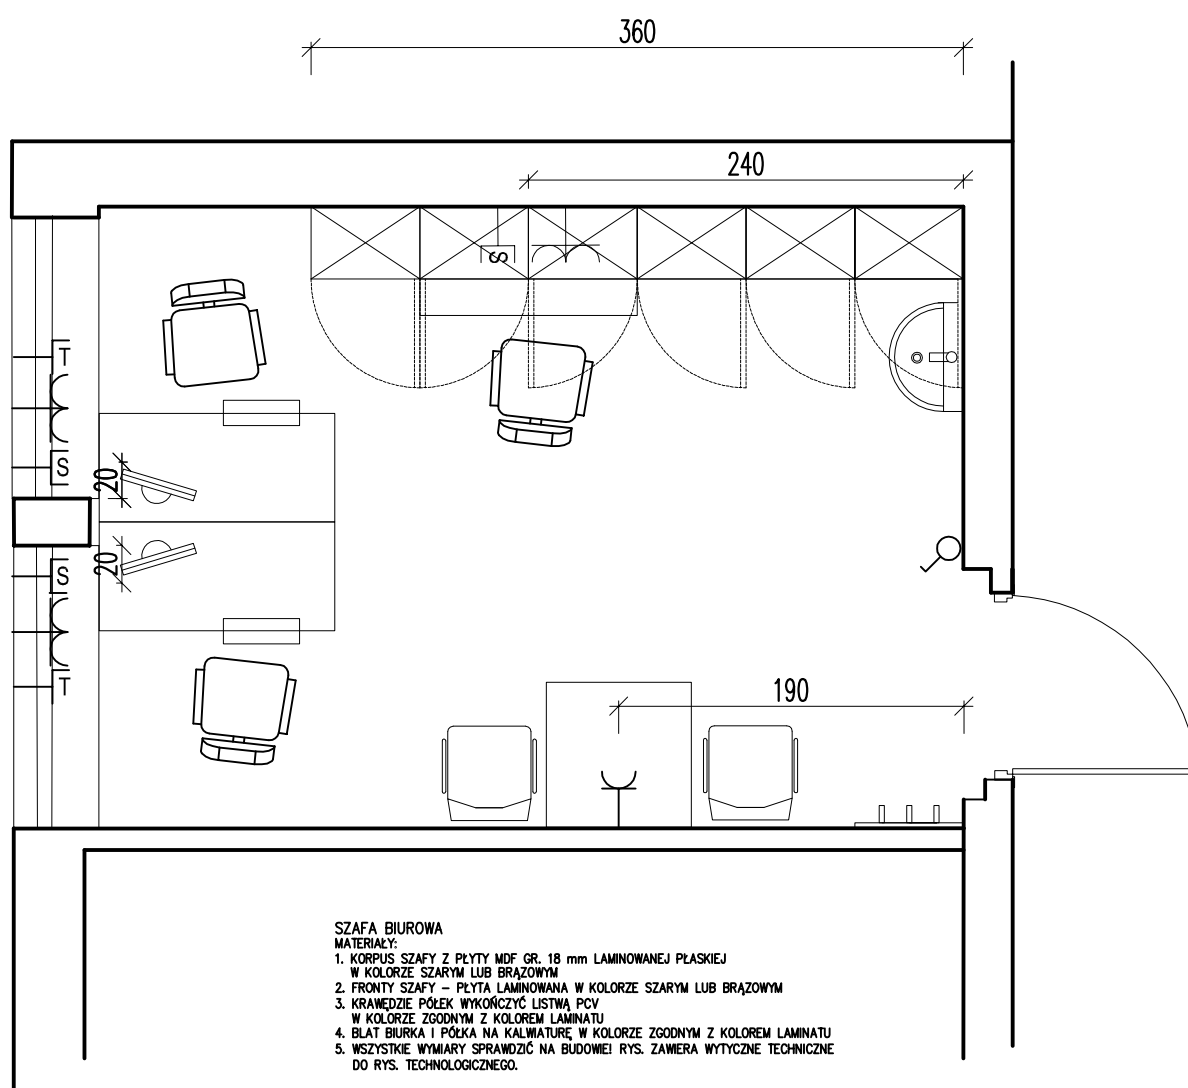 360
240
S
T
S
20
20
S
T
190
SZAFA BIUROWA
MATERIAŁY:
1. KORPUS SZAFY Z PŁYTY MDF GR. 18 mm LAMINOWANEJ PŁASKIEJ
W KOLORZE SZARYM LUB BRĄZOWYM
2. FRONTY SZAFY – PŁYTA LAMINOWANA W KOLORZE SZARYM LUB BRĄZOWYM
3. KRAWĘDZIE PÓŁEK WYKOŃCZYĆ LISTWĄ PCV
W KOLORZE ZGODNYM Z KOLOREM LAMINATU
4. BLAT BIURKA I PÓŁKA NA KALWIATURĘ W KOLORZE ZGODNYM Z KOLOREM LAMINATU
5. WSZYSTKIE WYMIARY SPRAWDZIĆ NA BUDOWIE! RYS. ZAWIERA WYTYCZNE TECHNICZNE
DO RYS. TECHNOLOGICZNEGO.